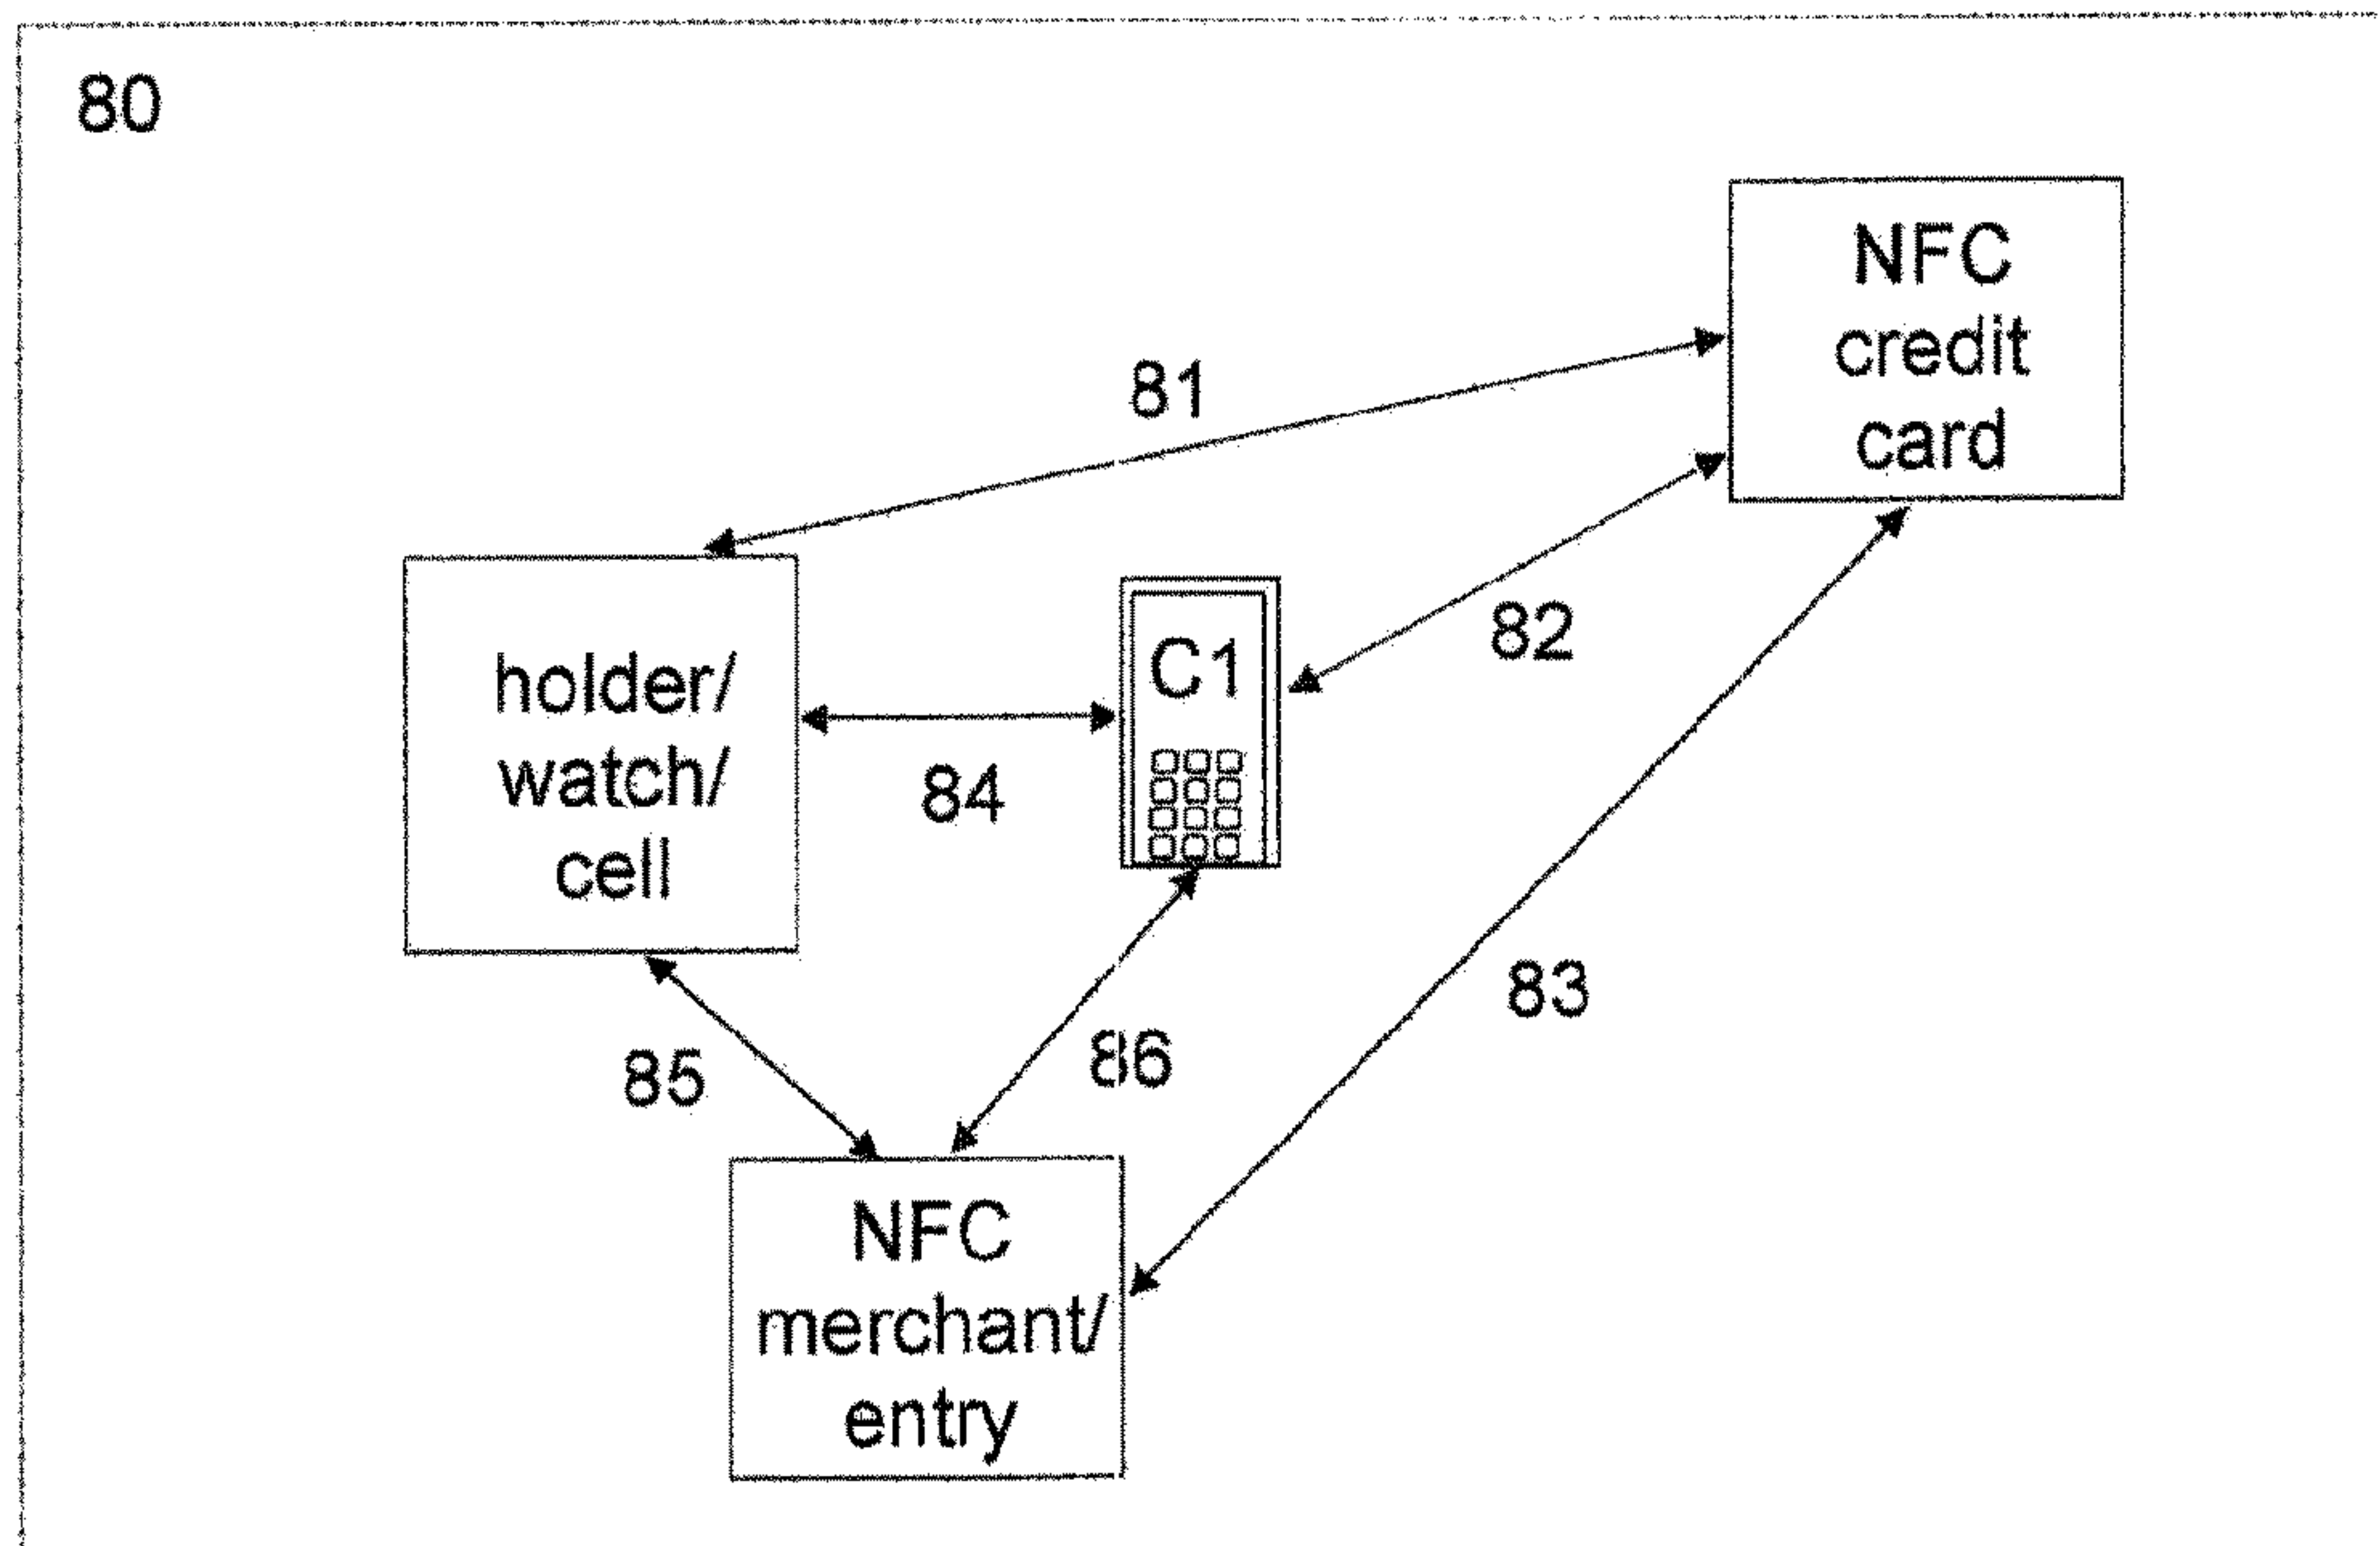 80
NFC
credit
card
81
82
holder/
watch/
cell
C1
84
83
85
86
NFC
merchant/
entry